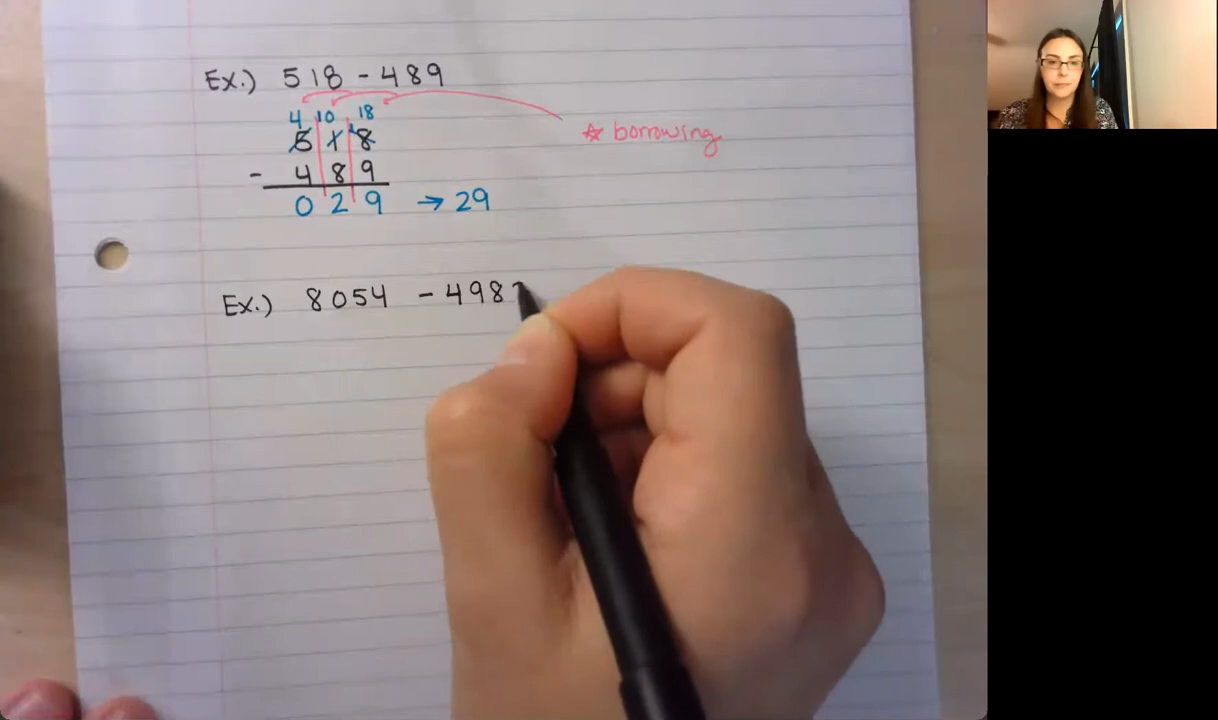 Ex.) 518 - 489
4 10 18
5 1 8
☆ borrowing
- 4 8 9
0 2 9 → 29
Ex.) 8054 - 498